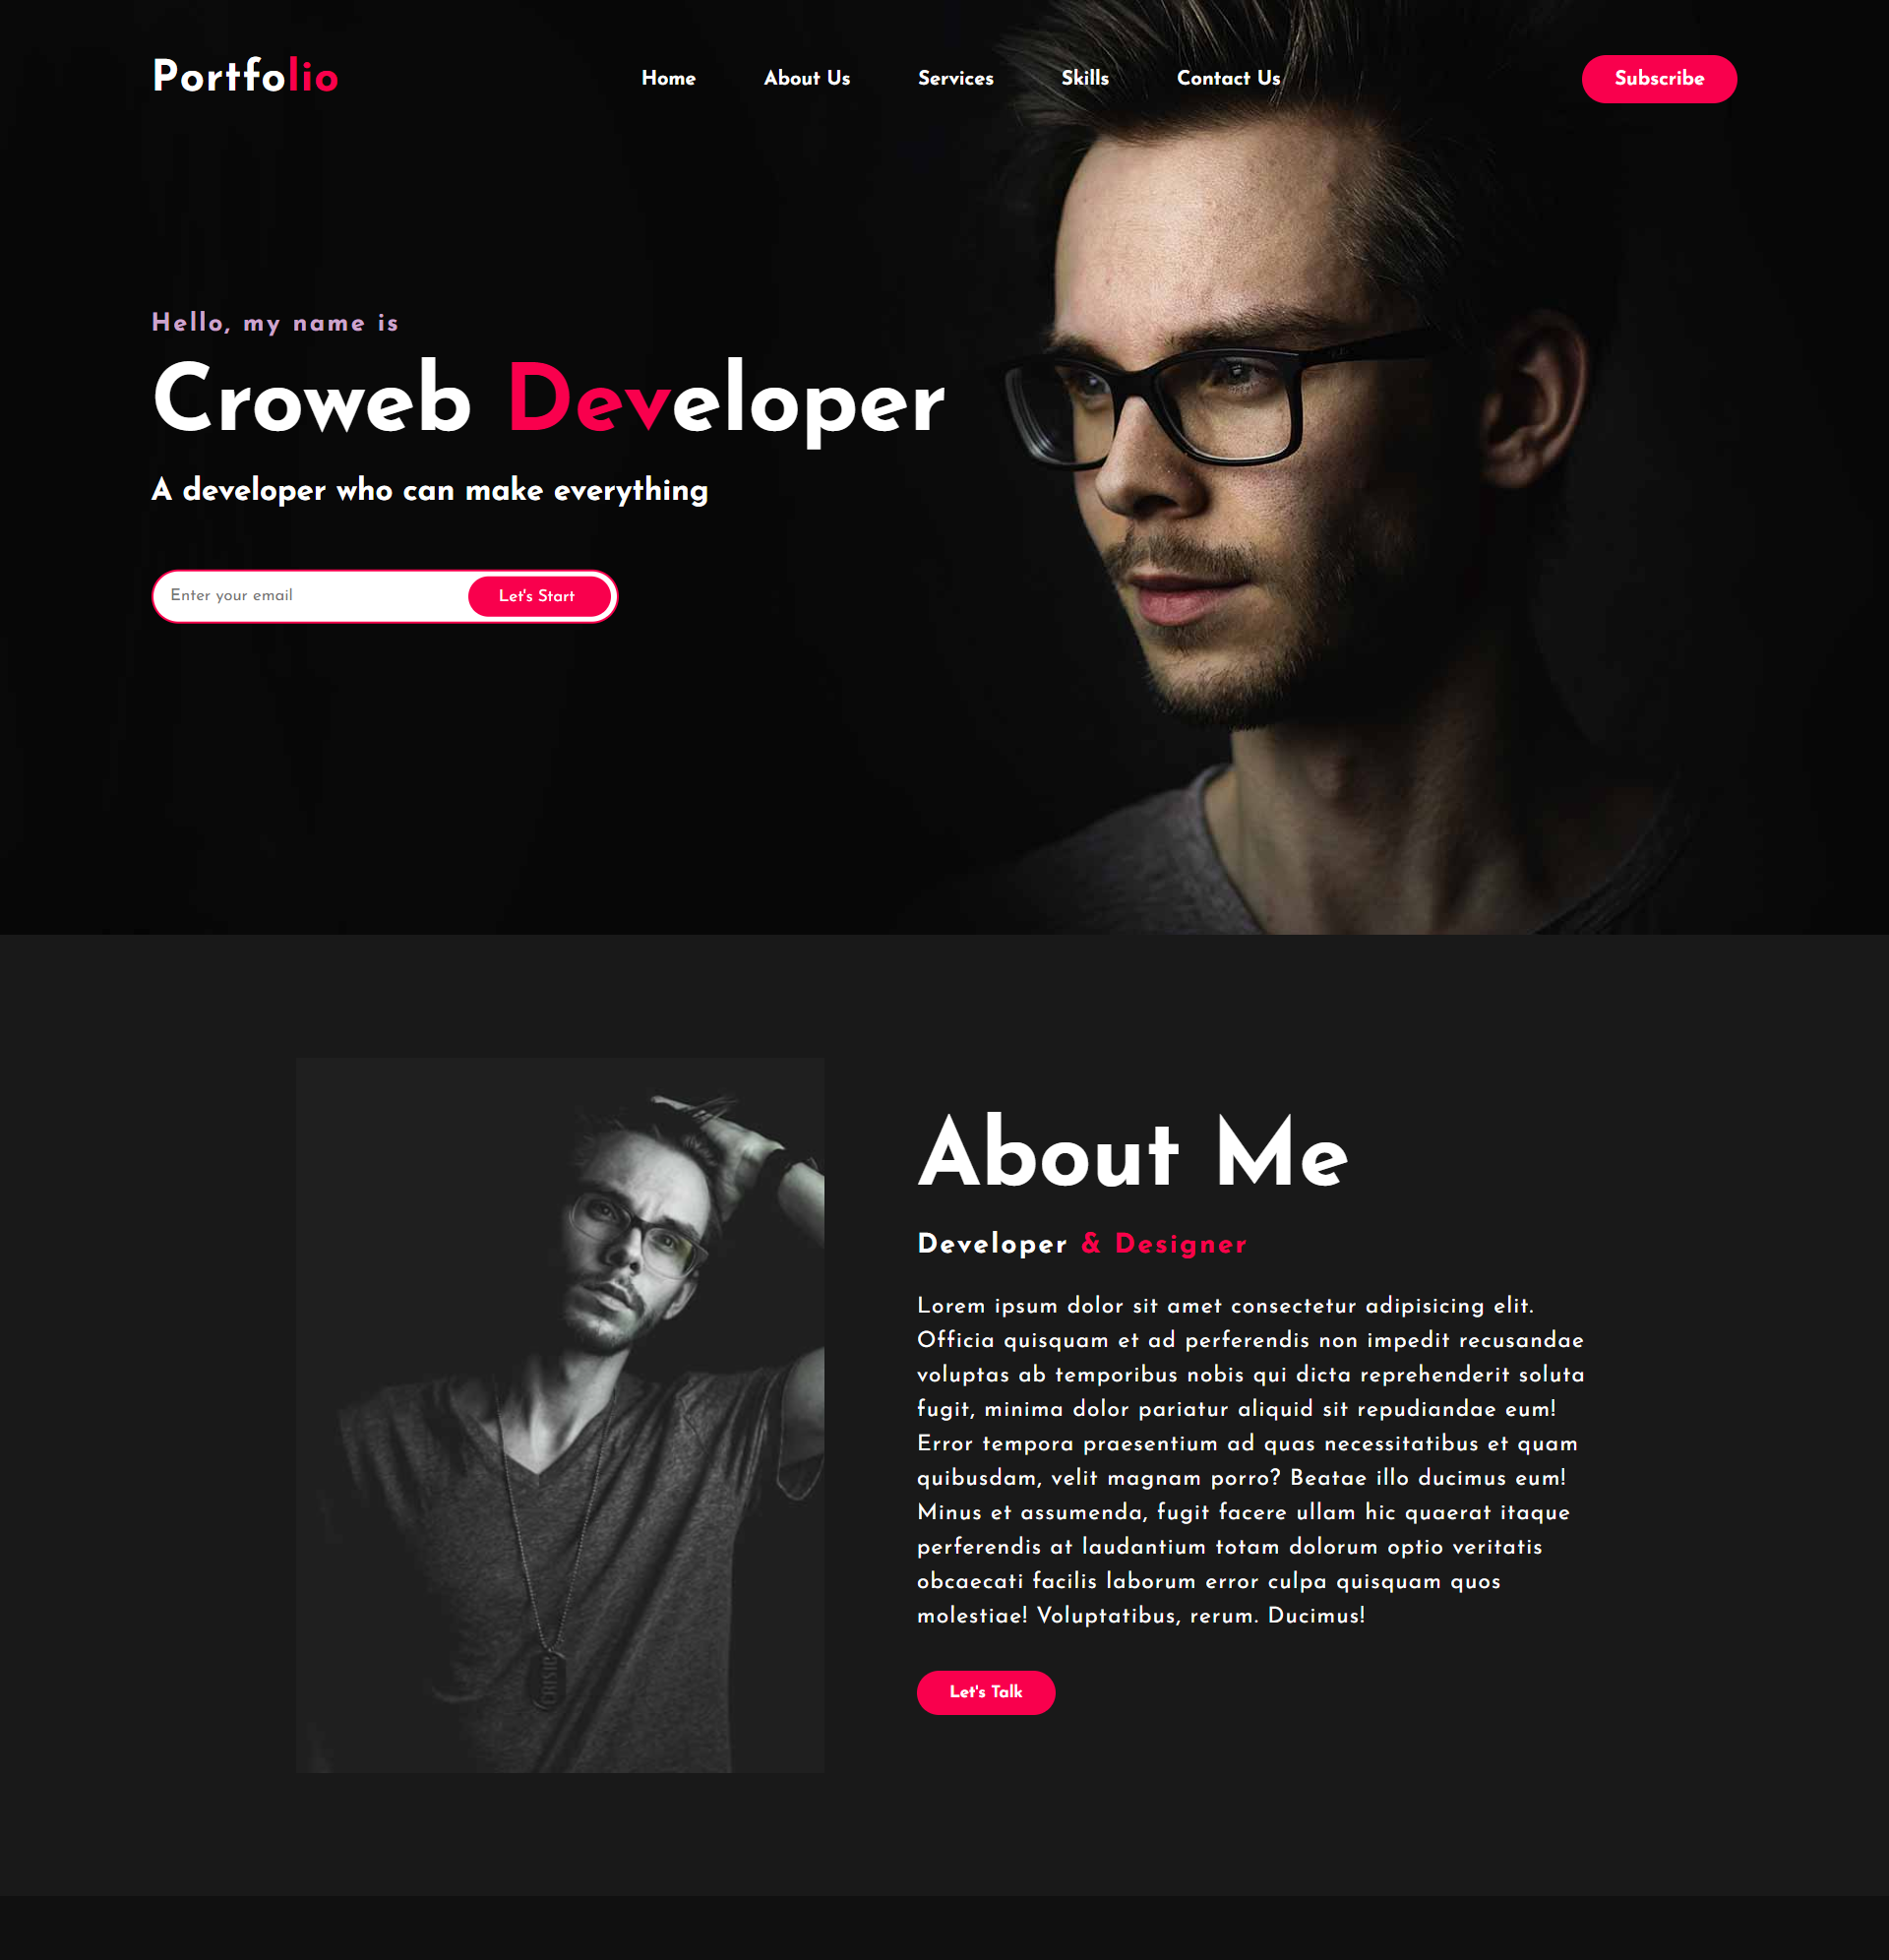 Portfolio
Home About Us Services Skills Contact Us
Subscribe
Hello, my name is
Croweb Developer
A developer who can make everything
Enter your email
Let's Start
About Me
Developer & Designer
Lorem ipsum dolor sit amet consectetur adipisicing elit.
Officia quisquam et ad perferendis non impedit recusandae
voluptas ab temporibus nobis qui dicta reprehenderit soluta
fugit, minima dolor pariatur aliquid sit repudiandae eum!
Error tempora praesentium ad quas necessitatibus et quam
quibusdam, velit magnam porro? Beatae illo ducimus eum!
Minus et assumenda, fugit facere ullam hic quaerat itaque
perferendis at laudantium totam dolorum optio veritatis
obcaecati facilis laborum error culpa quisquam quos
molestiae! Voluptatibus, rerum. Ducimus!
Let's Talk